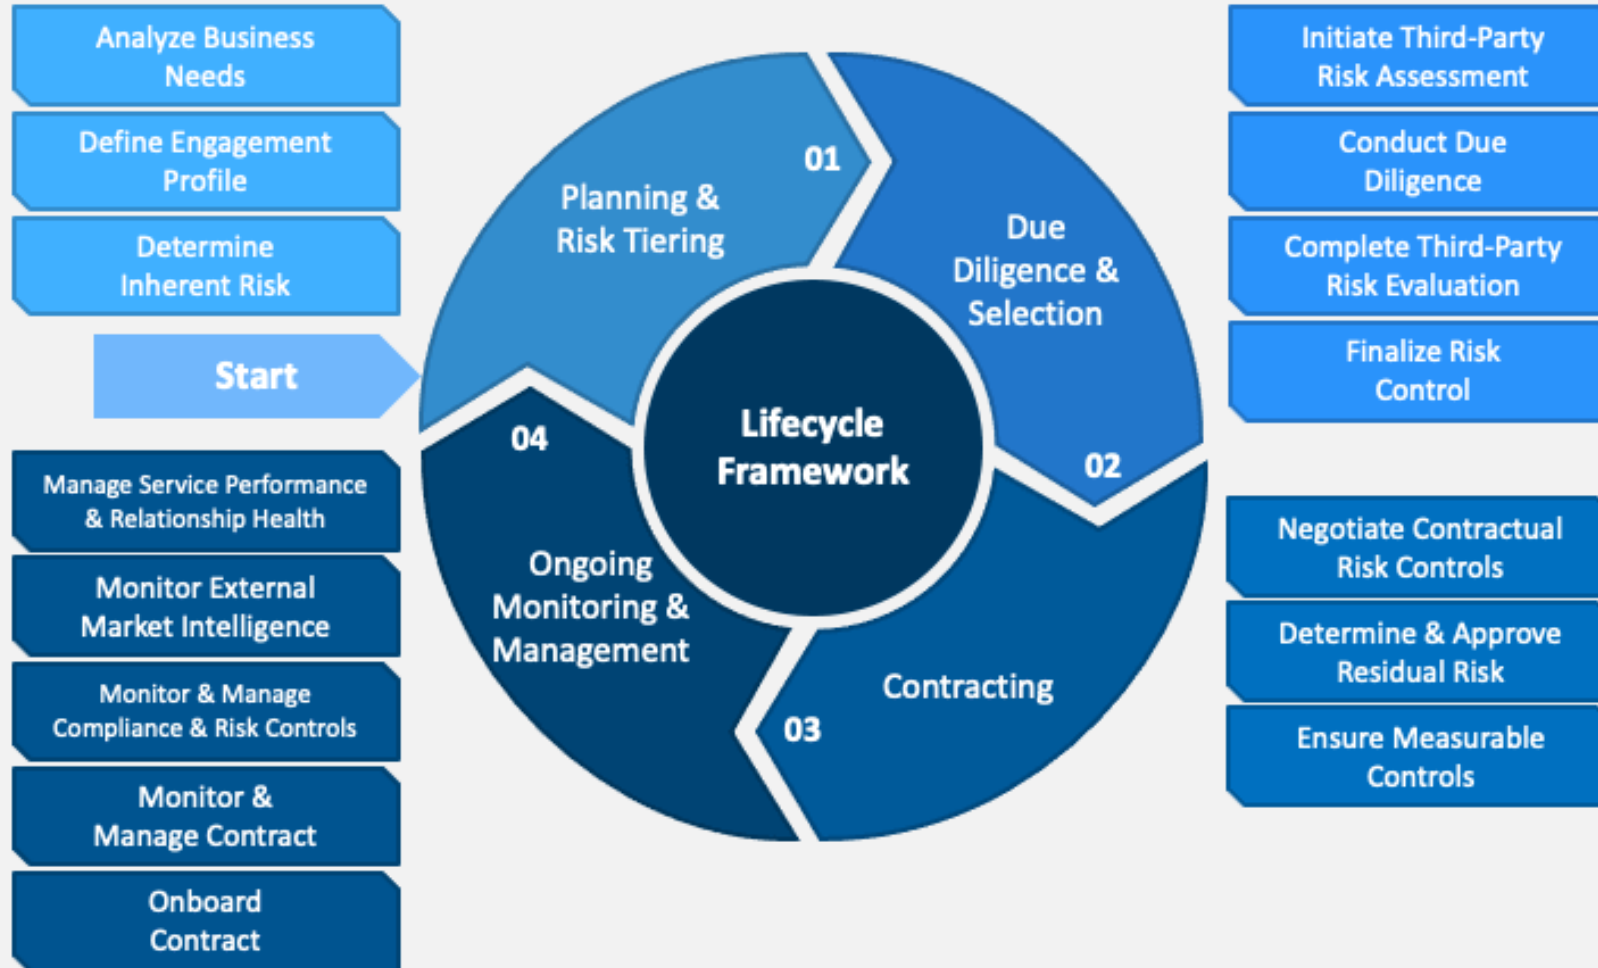 Analyze Business
Needs
Define Engagement
Profile
Determine
Inherent Risk
Start
01
Planning &
Risk Tiering
Due
Diligence &
Selection
02
Initiate Third-Party
Risk Assessment
Conduct Due
Diligence
Complete Third-Party
Risk Evaluation
Finalize Risk
Control
Lifecycle
Framework
Contracting
03
Negotiate Contractual
Risk Controls
Determine & Approve
Residual Risk
Ensure Measurable
Controls
04
Ongoing
Monitoring &
Management
Manage Service Performance
& Relationship Health
Monitor External
Market Intelligence
Monitor & Manage
Compliance & Risk Controls
Monitor &
Manage Contract
Onboard
Contract